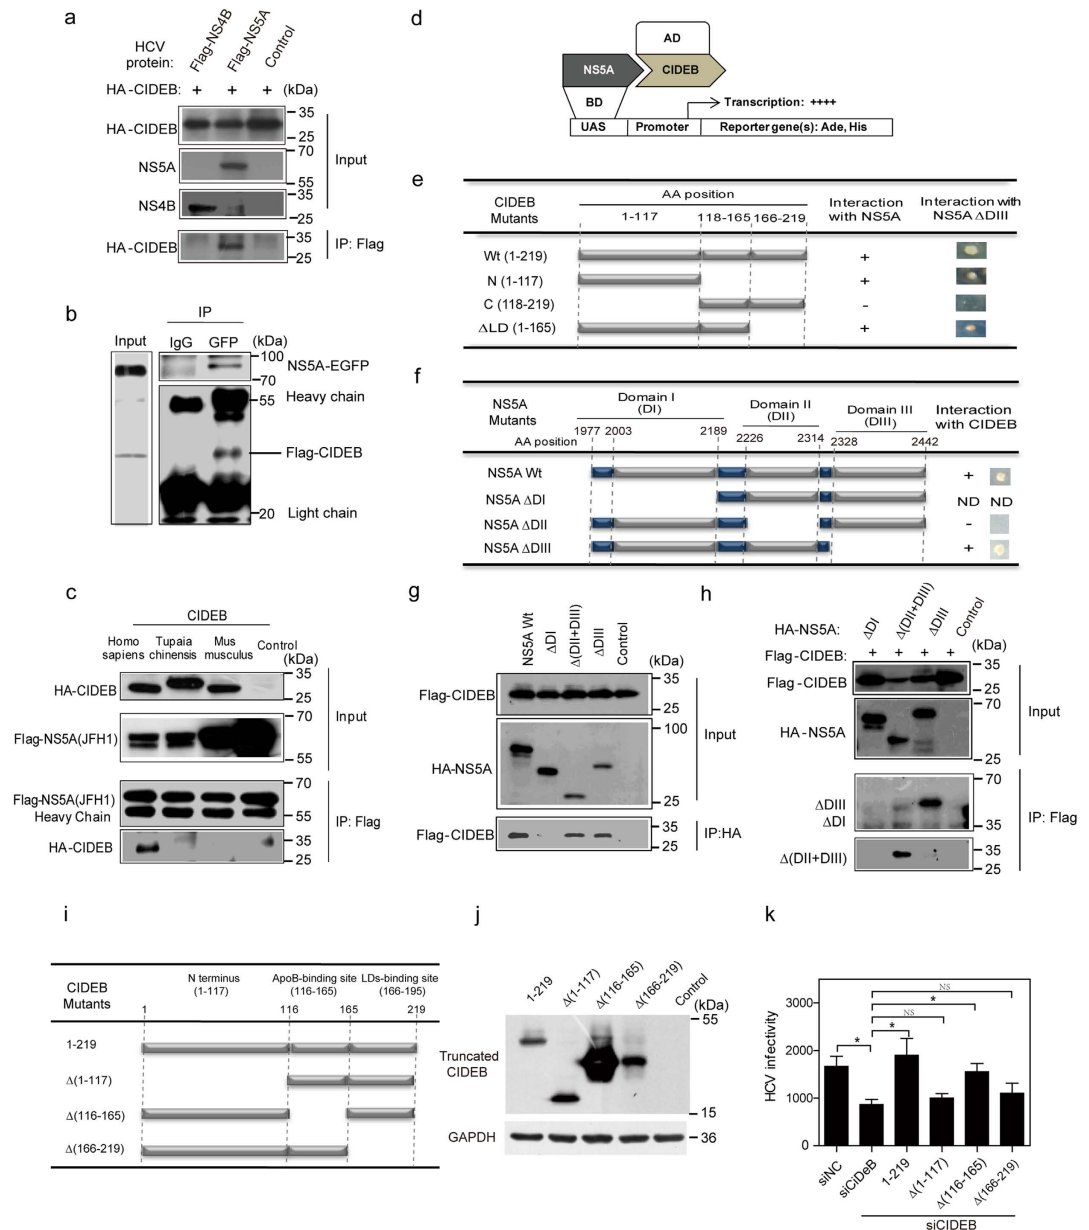 a
HCV protein: Flag-NS4B Flag-NS5A Control
HA-CIDEB: + + + (kDa)
HA-CIDEB 35 25
NS5A 70 55
NS4B 35 25
Input
HA-CIDEB 35 25 IP: Flag
b
IP
Input IgG GFP (kDa)
100 NS5A-EGFP
70
55 Heavy chain
Flag-CIDEB
20 Light chain
c
CIDEB
Homo sapiens Tupaia chinensis Mus musculus Control
(kDa)
HA-CIDEB 35 25
Flag-NS5A(JFH1) 70 55
Input
Flag-NS5A(JFH1) 70
Heavy Chain 55
HA-CIDEB 35 25
IP: Flag
d
AD
NS5A CIDEB
BD
Transcription: ++++
UAS Promoter Reporter gene(s): Ade, His
e
CIDEB Mutants
AA position
1-117 118-165 166-219
Interaction with NS5A
Interaction with NS5A ΔDIII
Wt (1-219) +
N (1-117) +
C (118-219) -
ΔLD (1-165) +
f
NS5A Mutants
Domain I (DI)
Domain II (DII)
Domain III (DIII)
Interaction with CIDEB
AA position 1977 2003 2189 2226 2314 2328 2442
NS5A Wt +
NS5A ΔDI ND ND
NS5A ΔDII -
NS5A ΔDIII +
g
NS5A Wt ΔDI Δ(DII+DIII) ΔDIII Control
(kDa)
Flag-CIDEB 35 25
HA-NS5A 100 25
Input
Flag-CIDEB 35 25 IP:HA
h
HA-NS5A: ΔDI Δ(DII+DIII) ΔDIII Control
Flag-CIDEB: + + + + (kDa)
Flag-CIDEB 35 25
HA-NS5A 70 25
Input
70
ΔDIII
ΔDI 35
Δ(DII+DIII) 35 25
IP: Flag
i
CIDEB Mutants
N terminus (1-117)
ApoB-binding site (116-165)
LDs-binding site (166-195)
1 116 165 219
1-219
Δ(1-117)
Δ(116-165)
Δ(166-219)
j
1-219 Δ(1-117) Δ(116-165) Δ(166-219) Control
(kDa)
Truncated CIDEB 55 15
GAPDH 36
k
HCV infectivity
3000
2000
1000
0
* * NS * NS
siNC siCiDeB 1-219 Δ(1-117) Δ(116-165) Δ(166-219)
siCIDEB